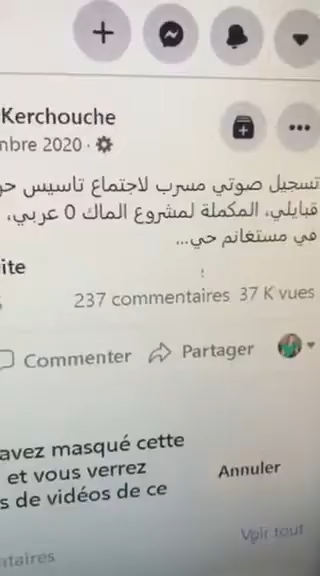 Kerchouche
mbre 2020 ·
تسجيل صوتي مسرب لاجتماع تاسيس حر
قبايلي، المكملة لمشروع الماك 0 عربي،
في مستغانم حي...
ite
237 commentaires 37 K vues
Commenter Partager
avez masqué cette
et vous verrez
s de vidéos de ce
Annuler
Voir tout
ntaires